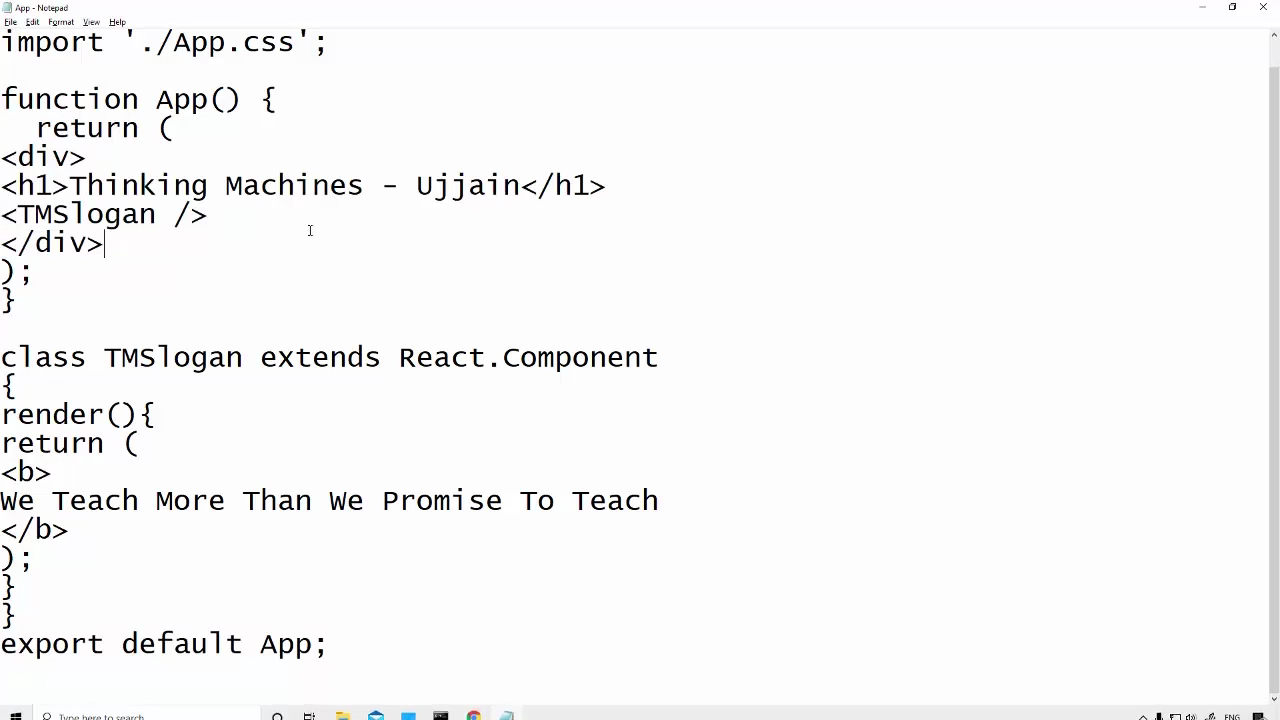 App - Notepad
File Edit Format View Help
import './App.css';
function App() {
return (
<div>
<h1>Thinking Machines - Ujjain</h1>
<TMSlogan />
</div>
);
}
class TMSlogan extends React.Component
{
render(){
return (
<b>
We Teach More Than We Promise To Teach
</b>
);
}
}
export default App;
Type here to search
ENG